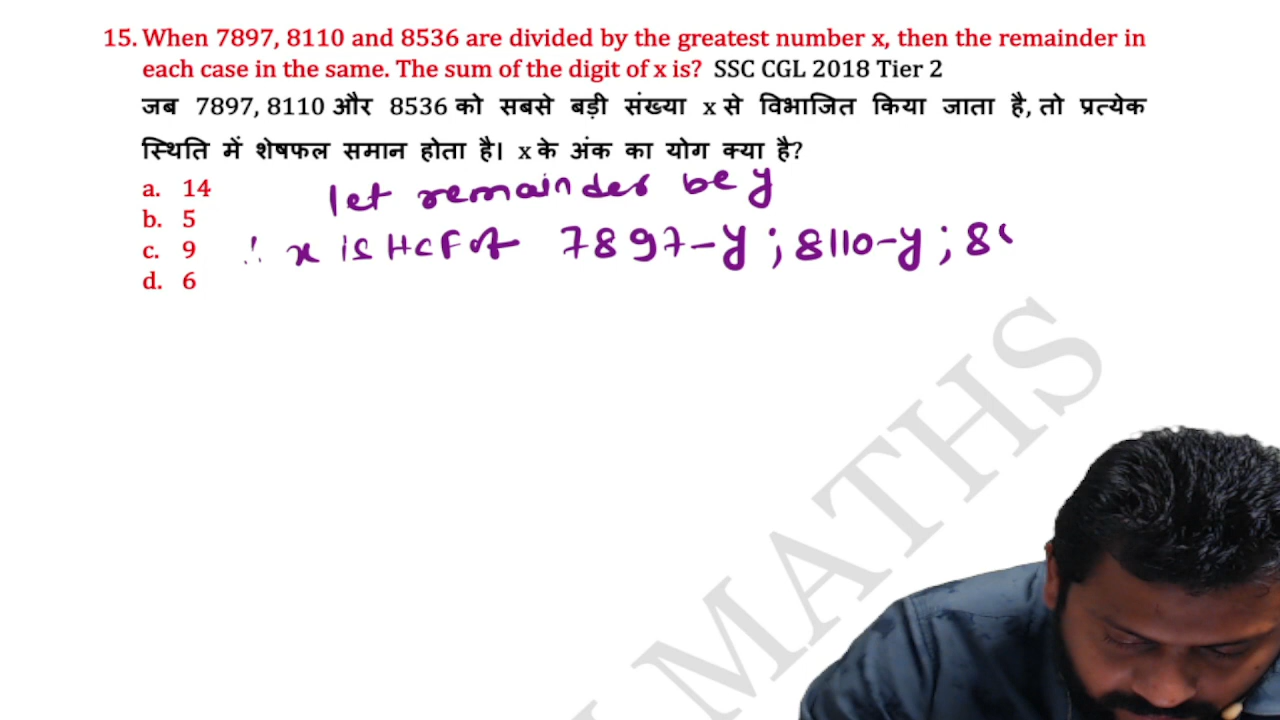 15. When 7897, 8110 and 8536 are divided by the greatest number x, then the remainder in
each case in the same. The sum of the digit of x is? SSC CGL 2018 Tier 2
जब 7897, 8110 और 8536 को सबसे बड़ी संख्या x से विभाजित किया जाता है, तो प्रत्येक
स्थिति में शेषफल समान होता है। x के अंक का योग क्या है?
a. 14
let remainder be y
b. 5
c. 9
∴ x is HCF of 7897-y ; 8110-y ; 8
d. 6
MATHS